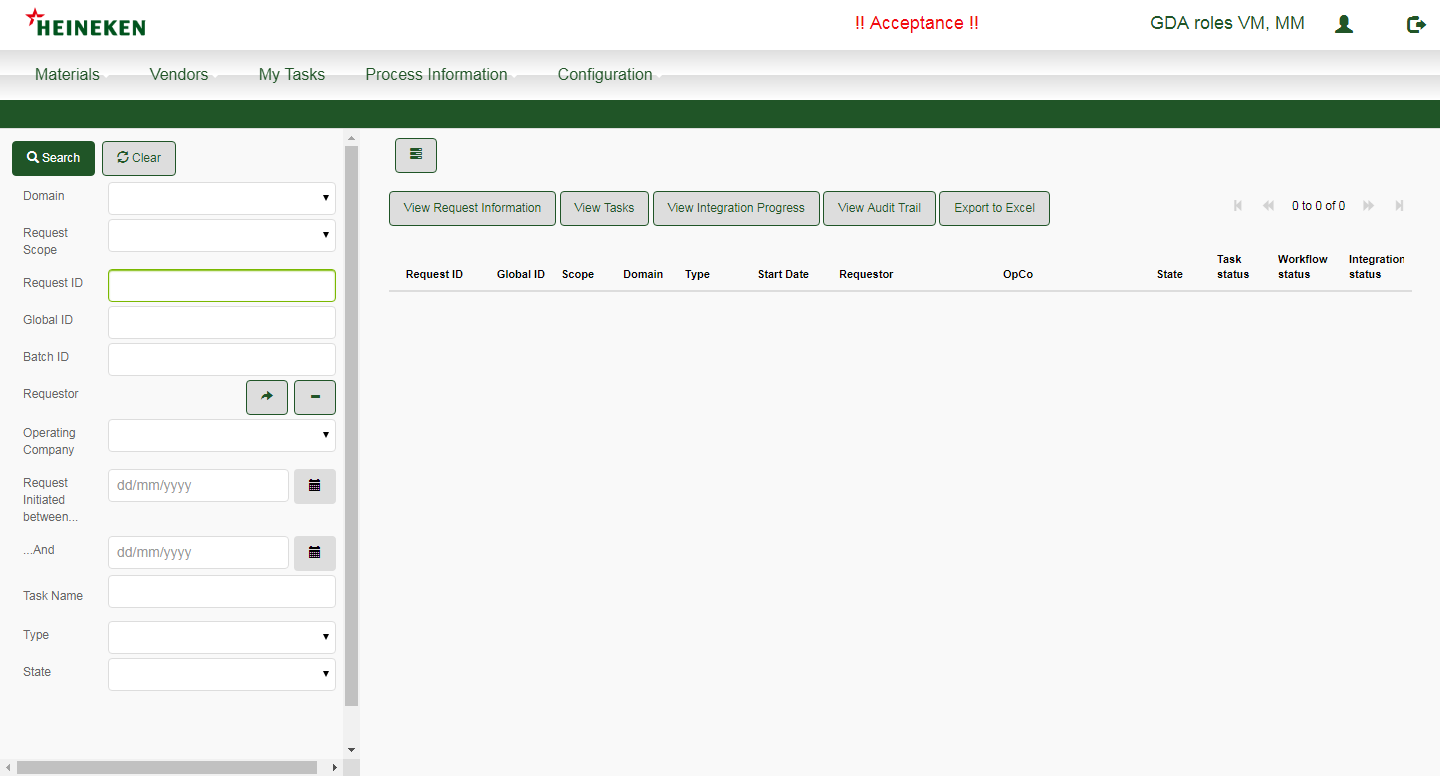 HEINEKEN
!! Acceptance !!
GDA roles VM, MM
Materials
Vendors
My Tasks
Process Information
Configuration
Search
Clear
Domain
Request
Scope
Request ID
Global ID
Batch ID
Requestor
Operating
Company
Request
Initiated
between...
dd/mm/yyyy
...And
dd/mm/yyyy
Task Name
Type
State
View Request Information
View Tasks
View Integration Progress
View Audit Trail
Export to Excel
0 to 0 of 0
Request ID
Global ID
Scope
Domain
Type
Start Date
Requestor
OpCo
State
Task
status
Workflow
status
Integration
status